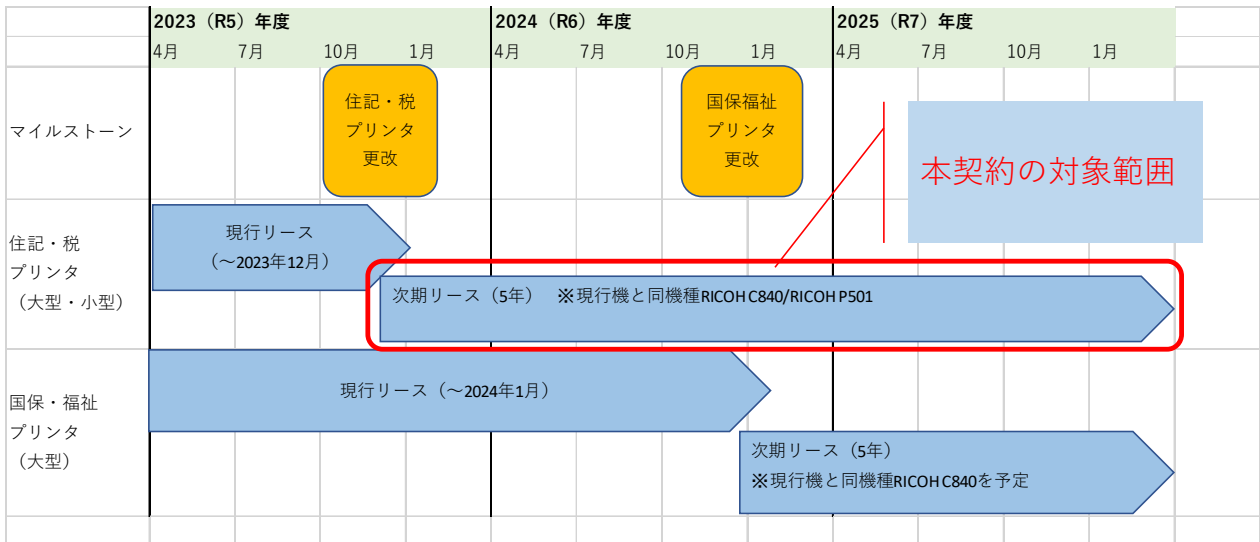 2023（R5）年度
2024（R6）年度
2025（R7）年度
4月 7月 10月 1月 4月 7月 10月 1月 4月 7月 10月 1月
マイルストーン
住記・税
プリンタ
更改
国保福祉
プリンタ
更改
本契約の対象範囲
住記・税
プリンタ
（大型・小型）
現行リース
（～2023年12月）
次期リース（5年） ※現行機と同機種RICOH C840/RICOH P501
国保・福祉
プリンタ
（大型）
現行リース（～2024年1月）
次期リース（5年）
※現行機と同機種RICOH C840を予定